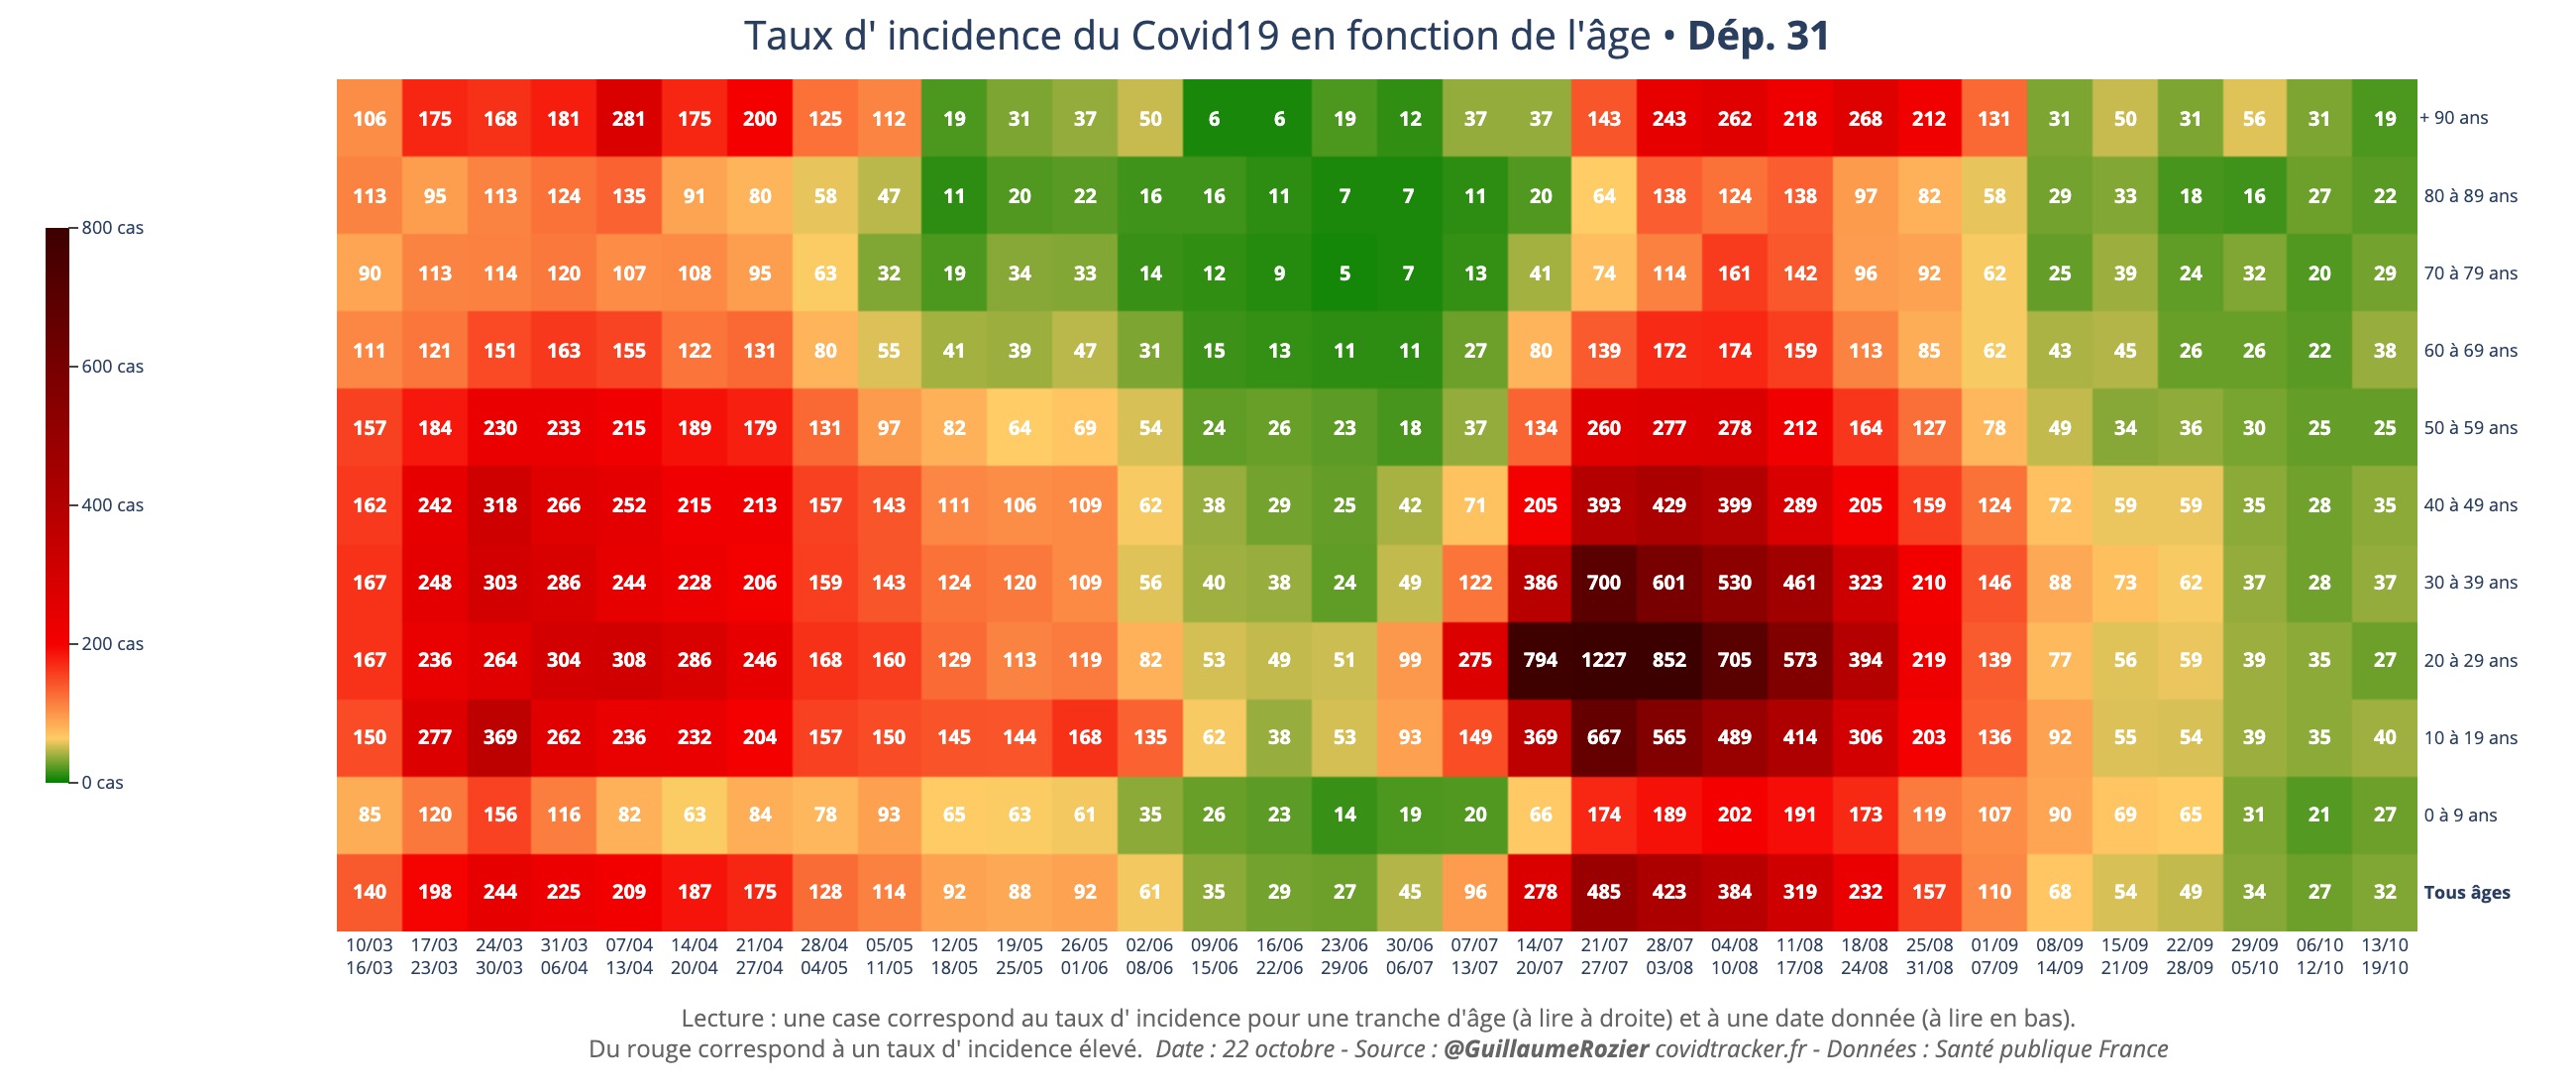 Taux d' incidence du Covid19 en fonction de l'âge • Dép. 31
800 cas
600 cas
400 cas
200 cas
0 cas
106 175 168 181 281 175 200 125 112 19 31 37 50 6 6 19 12 37 37 143 243 262 218 268 212 131 31 50 31 56 31 19 + 90 ans
113 95 113 124 135 91 80 58 47 11 20 22 16 16 11 7 7 11 20 64 138 124 138 97 82 58 29 33 18 16 27 22 80 à 89 ans
90 113 114 120 107 108 95 63 32 19 34 33 14 12 9 5 7 13 41 74 114 161 142 96 92 62 25 39 24 32 20 29 70 à 79 ans
111 121 151 163 155 122 131 80 55 41 39 47 31 15 13 11 11 27 80 139 172 174 159 113 85 62 43 45 26 26 22 38 60 à 69 ans
157 184 230 233 215 189 179 131 97 82 64 69 54 24 26 23 18 37 134 260 277 278 212 164 127 78 49 34 36 30 25 25 50 à 59 ans
162 242 318 266 252 215 213 157 143 111 106 109 62 38 29 25 42 71 205 393 429 399 289 205 159 124 72 59 59 35 28 35 40 à 49 ans
167 248 303 286 244 228 206 159 143 124 120 109 56 40 38 24 49 122 386 700 601 530 461 323 210 146 88 73 62 37 28 37 30 à 39 ans
167 236 264 304 308 286 246 168 160 129 113 119 82 53 49 51 99 275 794 1227 852 705 573 394 219 139 77 56 59 39 35 27 20 à 29 ans
150 277 369 262 236 232 204 157 150 145 144 168 135 62 38 53 93 149 369 667 565 489 414 306 203 136 92 55 54 39 35 40 10 à 19 ans
85 120 156 116 82 63 84 78 93 65 63 61 35 26 23 14 19 20 66 174 189 202 191 173 119 107 90 69 65 31 21 27 0 à 9 ans
140 198 244 225 209 187 175 128 114 92 88 92 61 35 29 27 45 96 278 485 423 384 319 232 157 110 68 54 49 34 27 32 Tous âges
10/03 17/03 24/03 31/03 07/04 14/04 21/04 28/04 05/05 12/05 19/05 26/05 02/06 09/06 16/06 23/06 30/06 07/07 14/07 21/07 28/07 04/08 11/08 18/08 25/08 01/09 08/09 15/09 22/09 29/09 06/10 13/10
16/03 23/03 30/03 06/04 13/04 20/04 27/04 04/05 11/05 18/05 25/05 01/06 08/06 15/06 22/06 29/06 06/07 13/07 20/07 27/07 03/08 10/08 17/08 24/08 31/08 07/09 14/09 21/09 28/09 05/10 12/10 19/10
Lecture : une case correspond au taux d' incidence pour une tranche d'âge (à lire à droite) et à une date donnée (à lire en bas).
Du rouge correspond à un taux d' incidence élevé. Date : 22 octobre - Source : @GuillaumeRozier covidtracker.fr - Données : Santé publique France